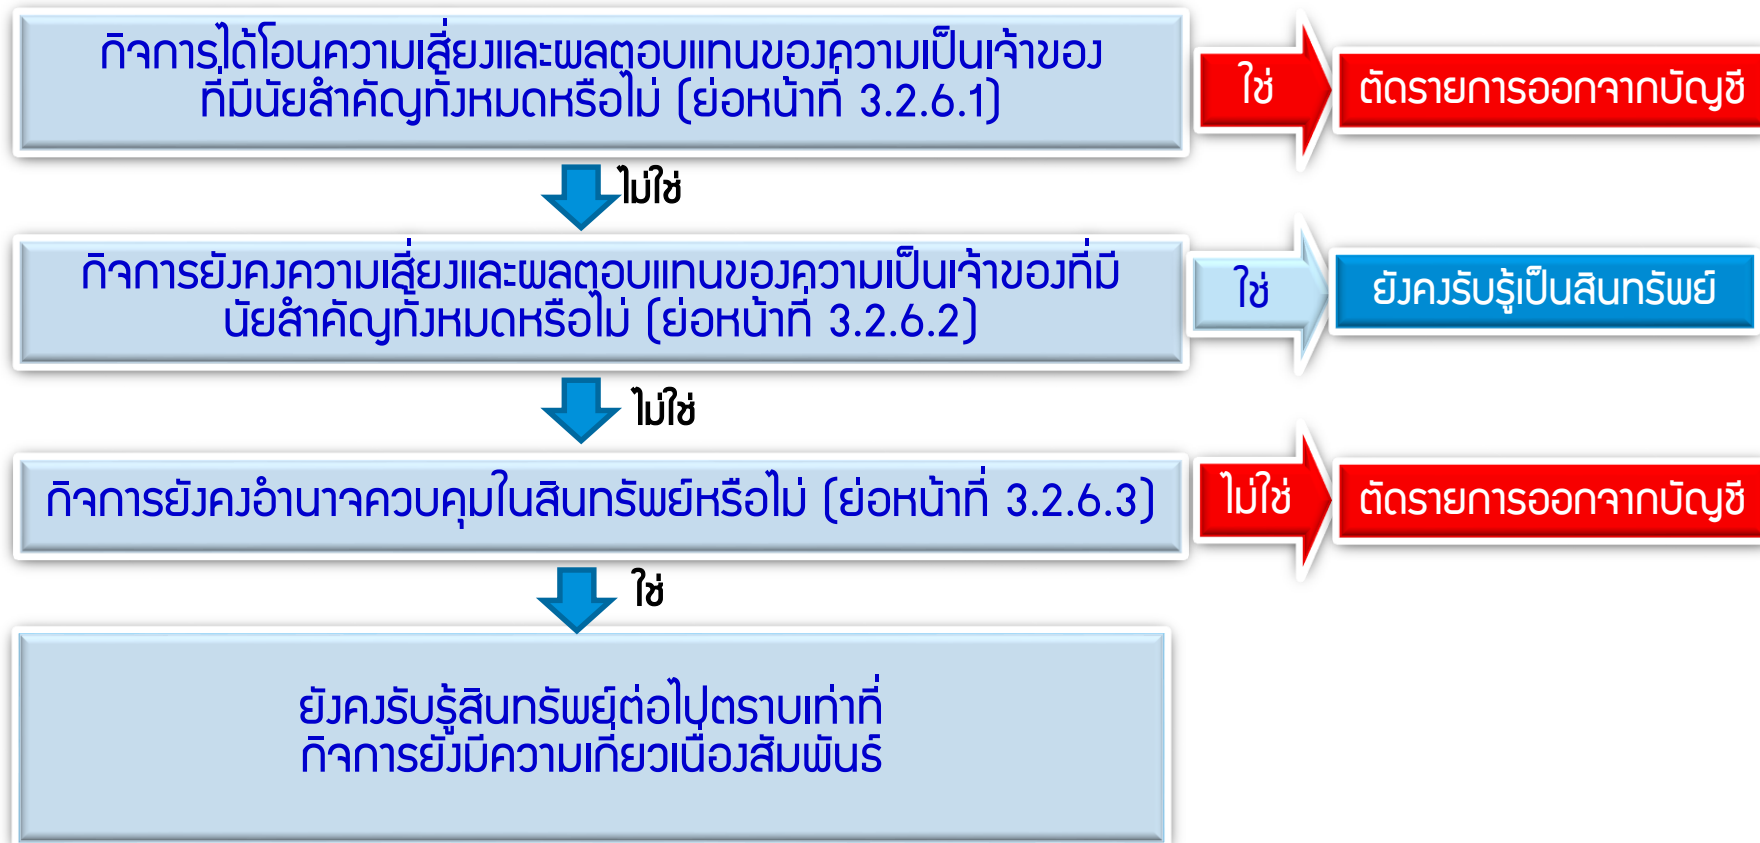 กิจการได้โอนความเสี่ยงและผลตอบแทนของความเป็นเจ้าของ
ที่มีนัยสำคัญทั้งหมดหรือไม่ (ย่อหน้าที่ 3.2.6.1)
ใช่
ตัดรายการออกจากบัญชี
ไม่ใช่
กิจการยังคงความเสี่ยงและผลตอบแทนของความเป็นเจ้าของที่มี
นัยสำคัญทั้งหมดหรือไม่ (ย่อหน้าที่ 3.2.6.2)
ใช่
ยังคงรับรู้เป็นสินทรัพย์
ไม่ใช่
กิจการยังคงอำนาจควบคุมในสินทรัพย์หรือไม่ (ย่อหน้าที่ 3.2.6.3)
ไม่ใช่
ตัดรายการออกจากบัญชี
ใช่
ยังคงรับรู้สินทรัพย์ต่อไปตราบเท่าที่
กิจการยังมีความเกี่ยวเนื่องสัมพันธ์